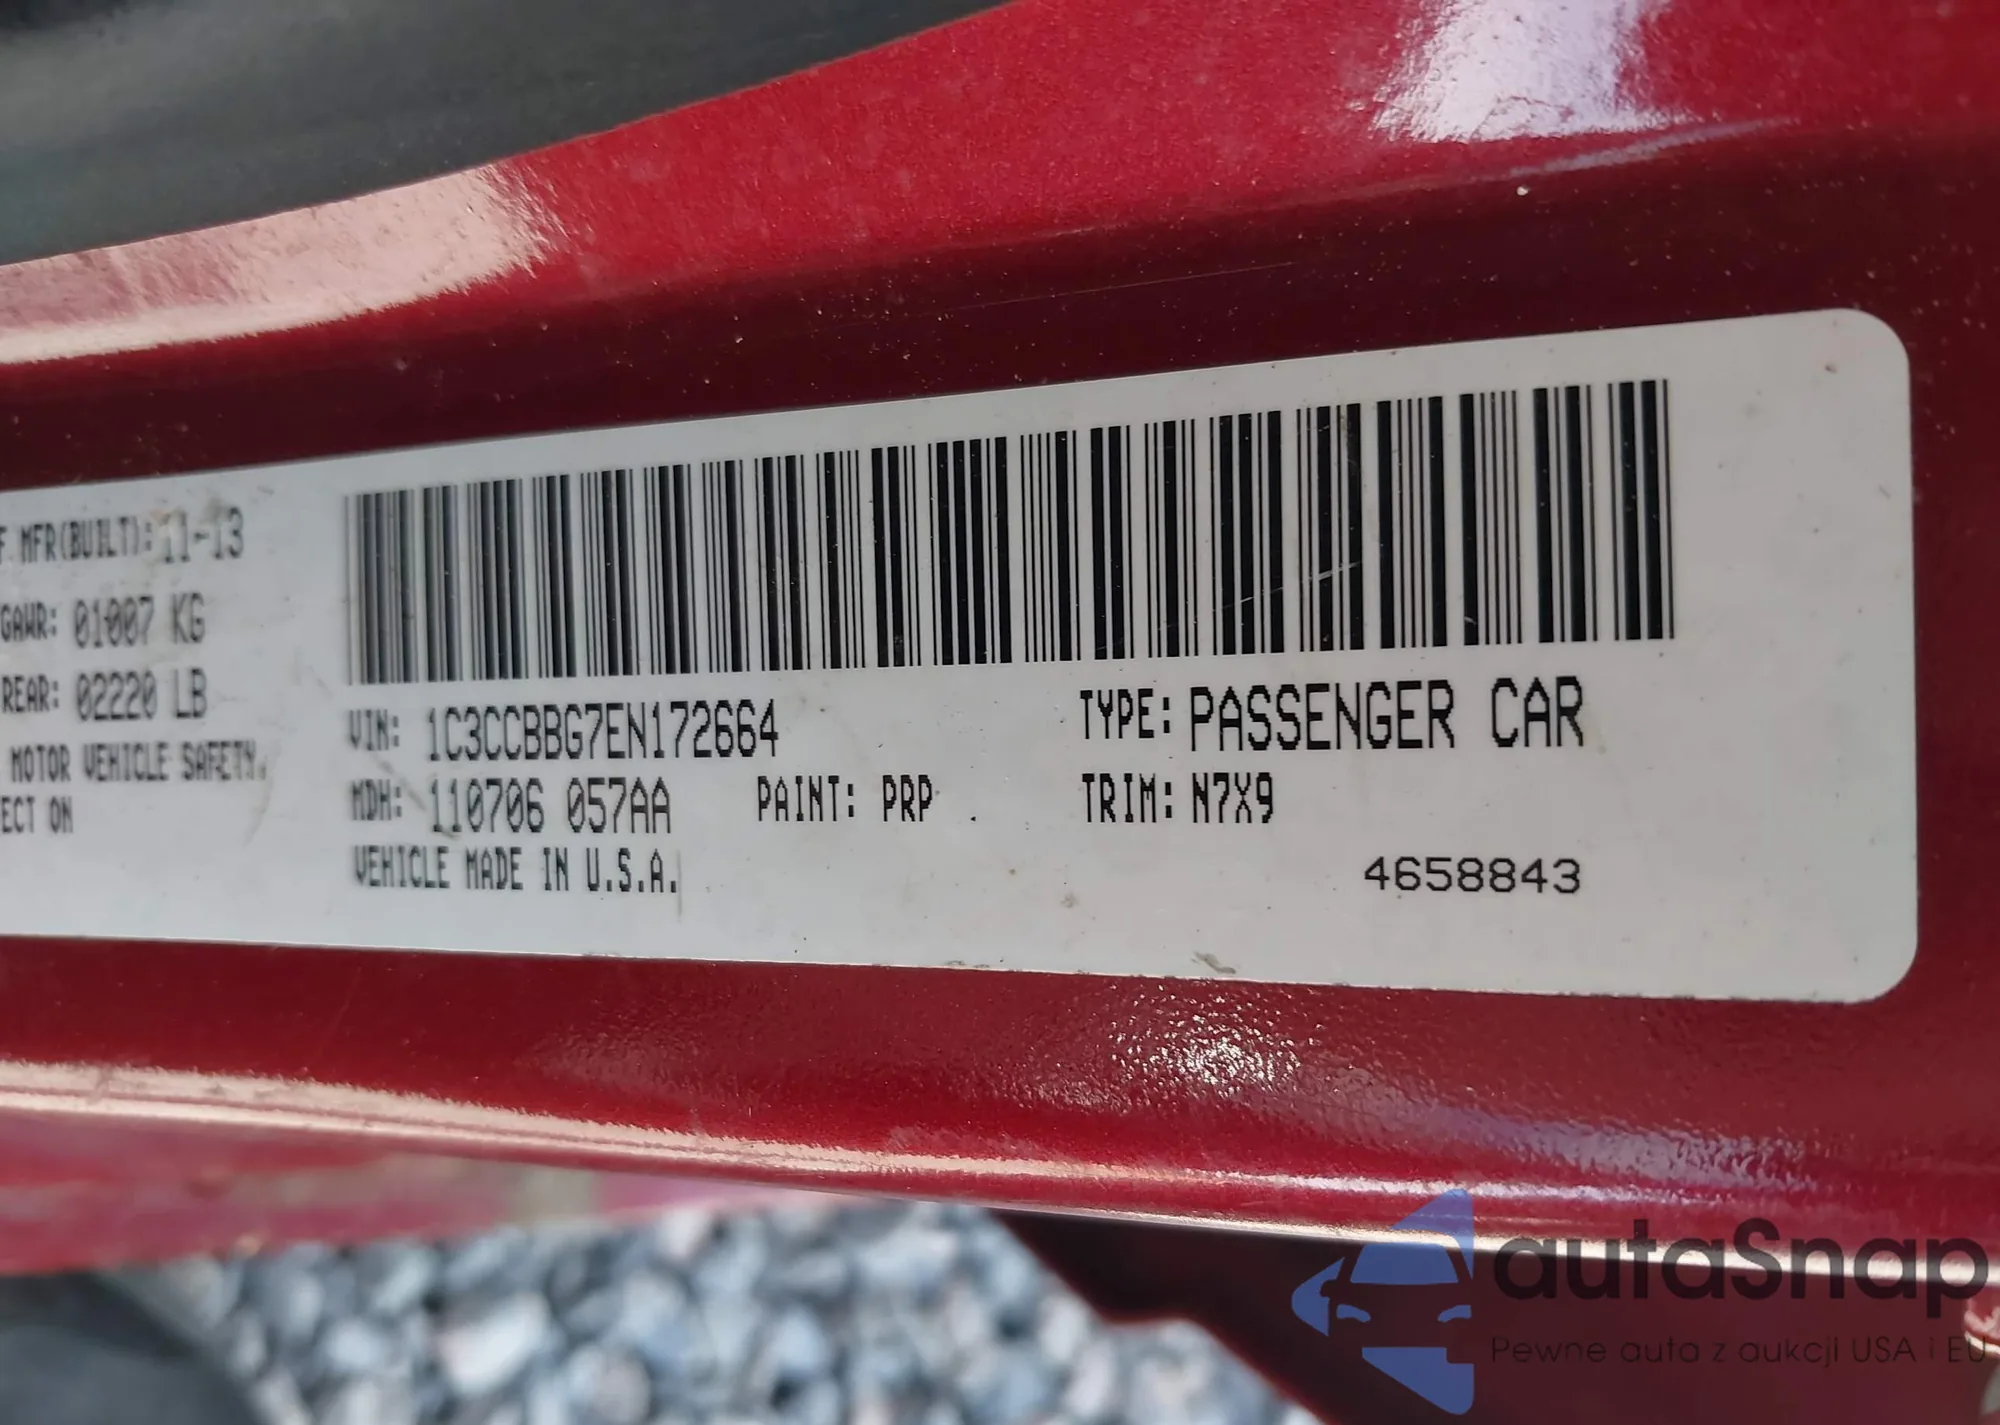 F MFR(BUILT): 11-13
GAWR: 01007 KG
REAR: 02220 LB
MOTOR VEHICLE SAFETY,
ECT ON
VIN: 1C3CCBBG7EN172664
TYPE: PASSENGER CAR
MDH: 110706 057AA PAINT: PRP TRIM: N7X9
VEHICLE MADE IN U.S.A.
4658843
autaSnap
Pewne auta z aukcji USA i EU